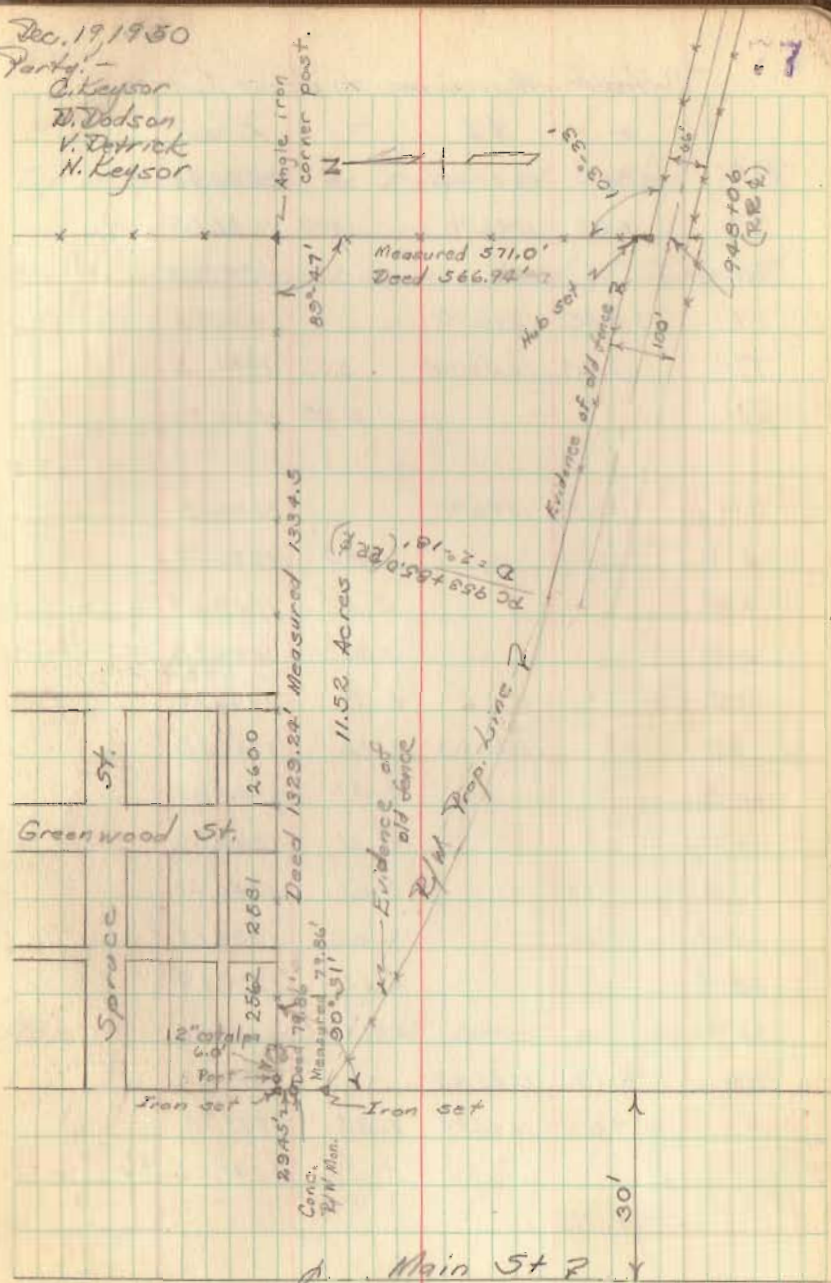 Dec. 19, 1950
Party:-
C. Keysor
D. Dodson
V. Detrick
N. Keysor
Angle iron
corner post.
N
103°-33'
66'
948+06
(RR ⅊)
Measured 571.0'
Deed 566.94'
89°-47'
Hub set
100'
Evidence of old fence
Deed 1329.24' Measured 1334.5
11.52 Acres
PC 953+85.0 (RR ⅊)
D = 2°-18'
R/W Prop. Line
Evidence of
old fence
St.
Greenwood St.
Spruce
2600
2581
2562
12" catalpa
6.0'
Post
Iron set
Deed 79.86'
Measured 79.86'
90°-31'
Iron set
29.45'
Conc.
R/W Mon.
30'
Main St